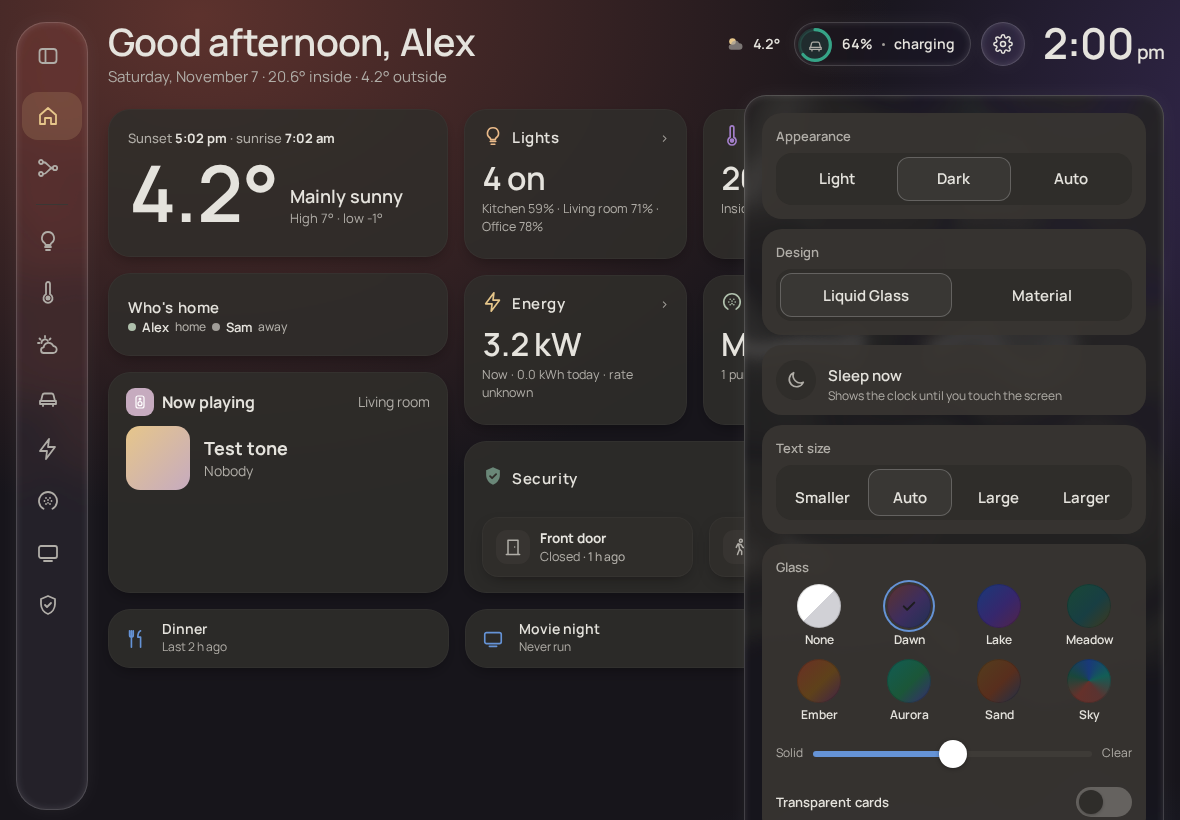 Good afternoon, Alex
Saturday, November 7 · 20.6° inside · 4.2° outside
4.2°
64% • charging
2:00 pm
Sunset 5:02 pm · sunrise 7:02 am
4.2°
Mainly sunny
High 7° · low -1°
Lights
4 on
Kitchen 59% · Living room 71% ·
Office 78%
Insid
Who's home
Alex home Sam away
Energy
3.2 kW
Now · 0.0 kWh today · rate
unknown
1 pu
Now playing
Living room
Test tone
Nobody
Security
Front door
Closed · 1 h ago
Dinner
Last 2 h ago
Movie night
Never run
Appearance
Light
Dark
Auto
Design
Liquid Glass
Material
Sleep now
Shows the clock until you touch the screen
Text size
Smaller
Auto
Large
Larger
Glass
None
Dawn
Lake
Meadow
Ember
Aurora
Sand
Sky
Solid
Clear
Transparent cards